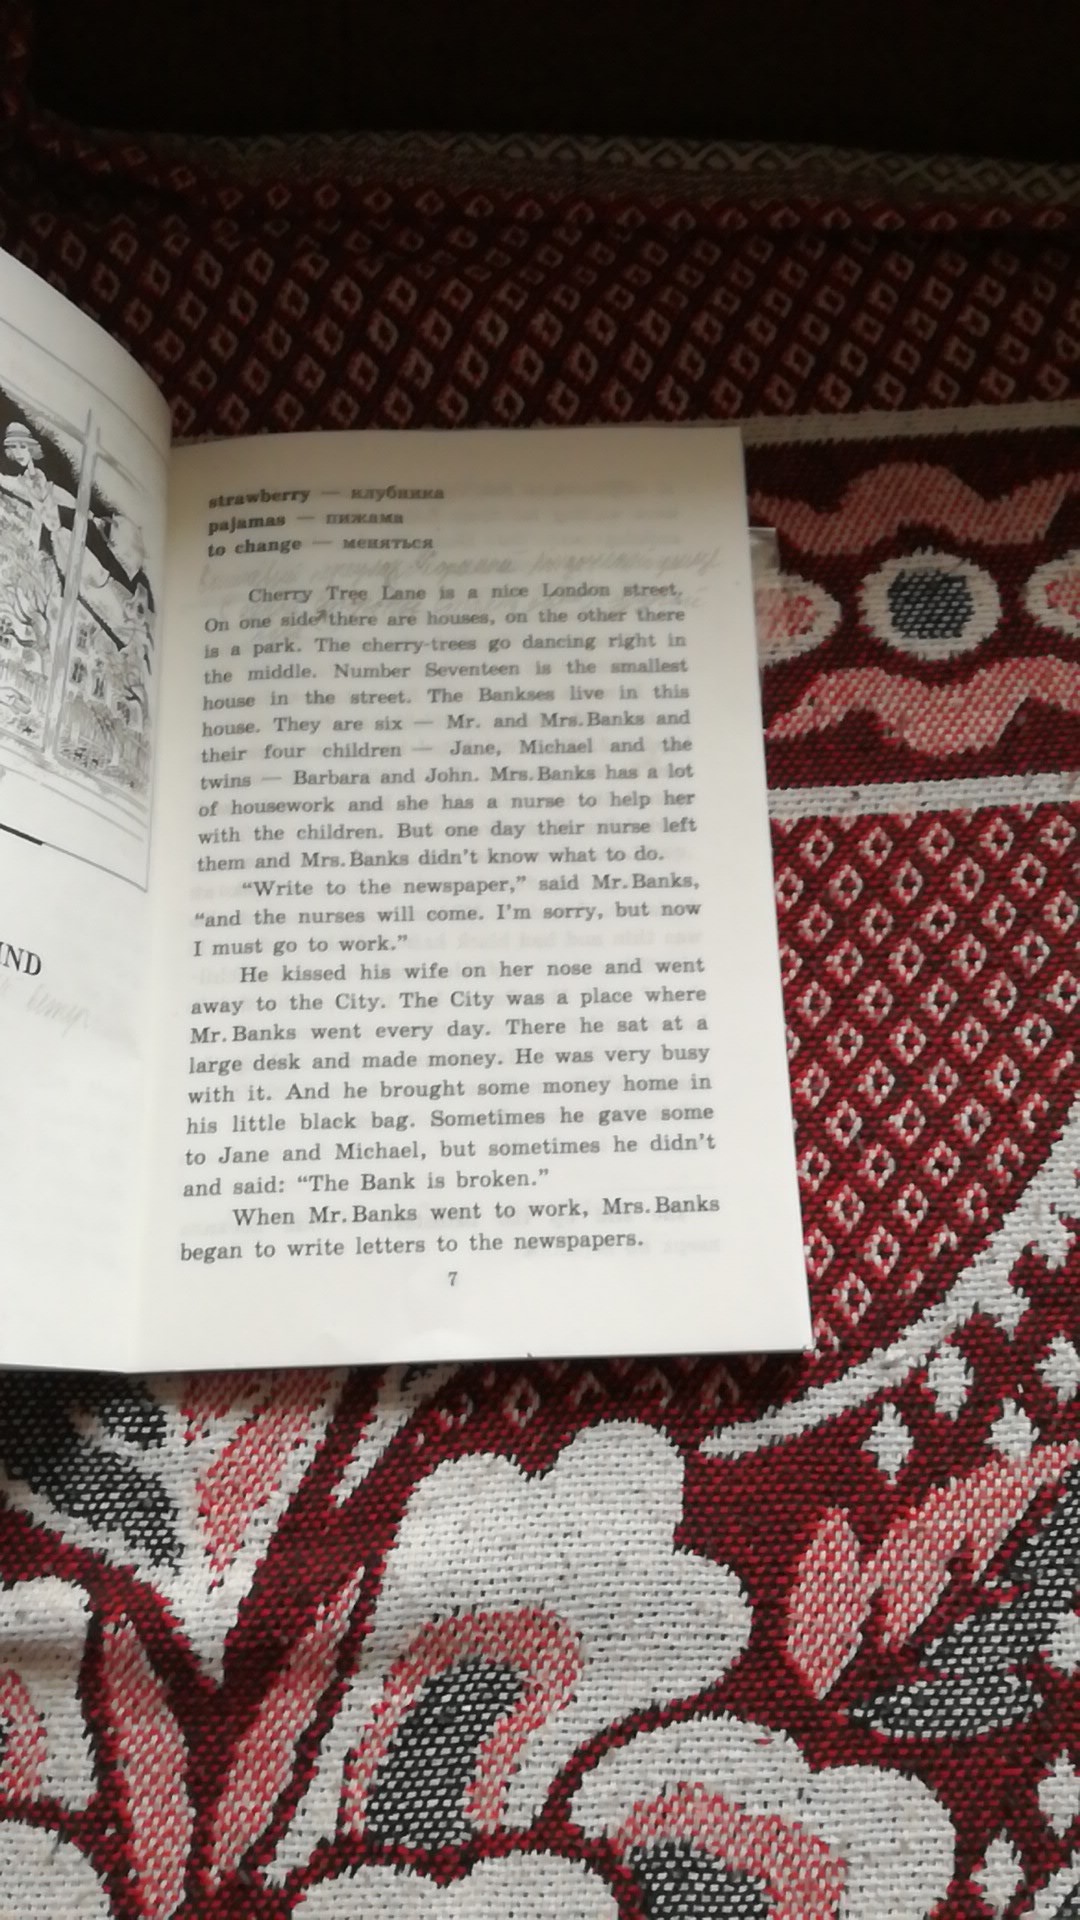 IND
strawberry — клубника
pajamas — пижама
to change — меняться
Cherry Tree Lane is a nice London street.
On one side there are houses, on the other there
is a park. The cherry-trees go dancing right in
the middle. Number Seventeen is the smallest
house in the street. The Bankses live in this
house. They are six — Mr. and Mrs. Banks and
their four children — Jane, Michael and the
twins — Barbara and John. Mrs. Banks has a lot
of housework and she has a nurse to help her
with the children. But one day their nurse left
them and Mrs. Banks didn't know what to do.
“Write to the newspaper,” said Mr. Banks,
“and the nurses will come. I'm sorry, but now
I must go to work.”
He kissed his wife on her nose and went
away to the City. The City was a place where
Mr. Banks went every day. There he sat at a
large desk and made money. He was very busy
with it. And he brought some money home in
his little black bag. Sometimes he gave some
to Jane and Michael, but sometimes he didn't
and said: “The Bank is broken.”
When Mr. Banks went to work, Mrs. Banks
began to write letters to the newspapers.
7